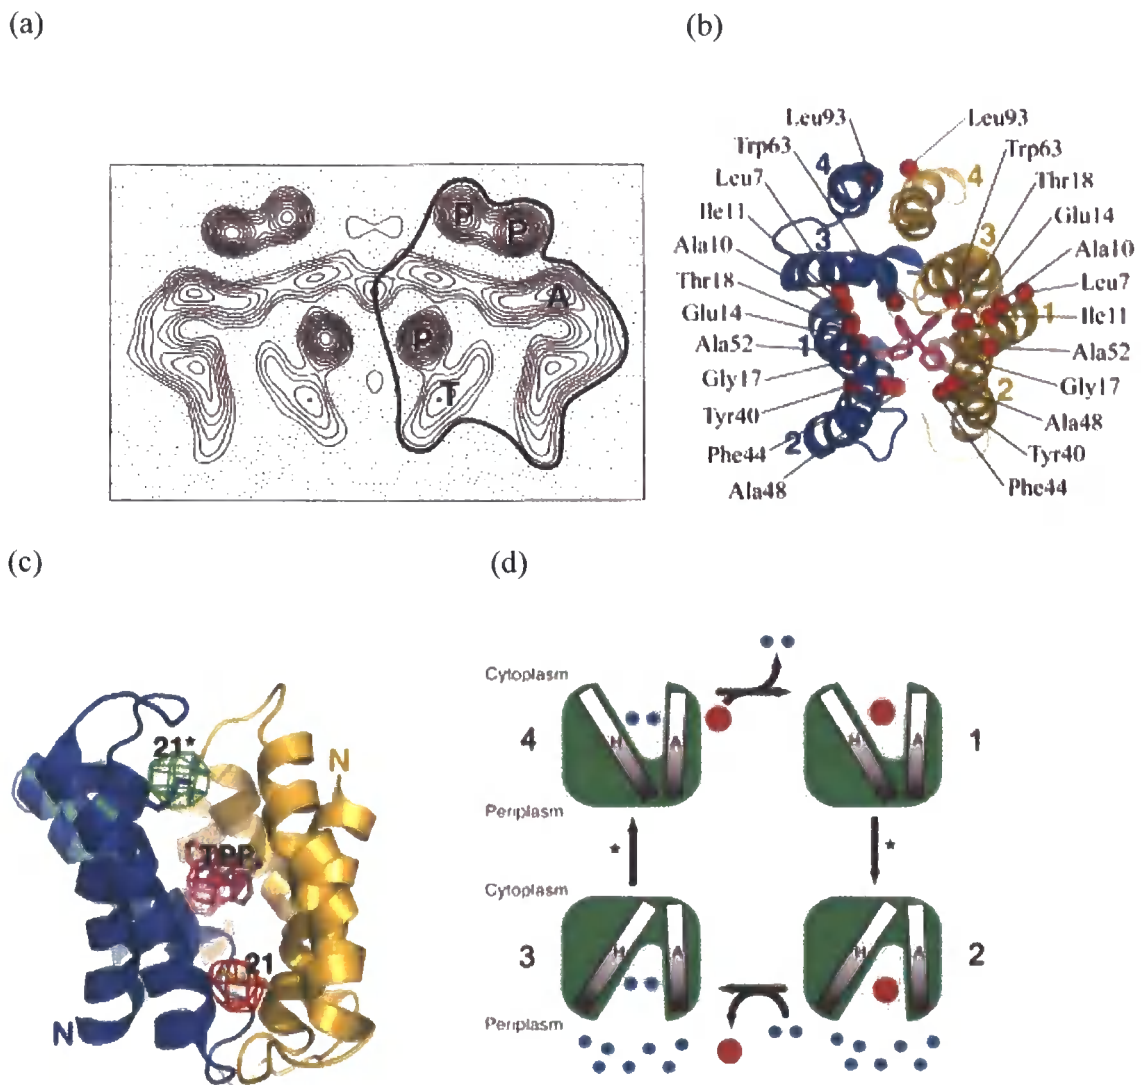 (a)
(b)
P
P
A
P
T
Leu93
Leu93
Trp63
Trp63
Leu7
Thr18
Ile11
Glu14
Ala10
Ala10
Thr18
Leu7
Glu14
Ile11
Ala52
Ala52
Gly17
Gly17
Tyr40
Ala48
Phe44
Tyr40
Ala48
Phe44
4
4
3
3
1
1
2
2
(c)
(d)
21*
N
TPP
21
N
Cytoplasm
4
H
A
H
A
1
Periplasm
*
*
Cytoplasm
3
H
A
H
A
2
Periplasm